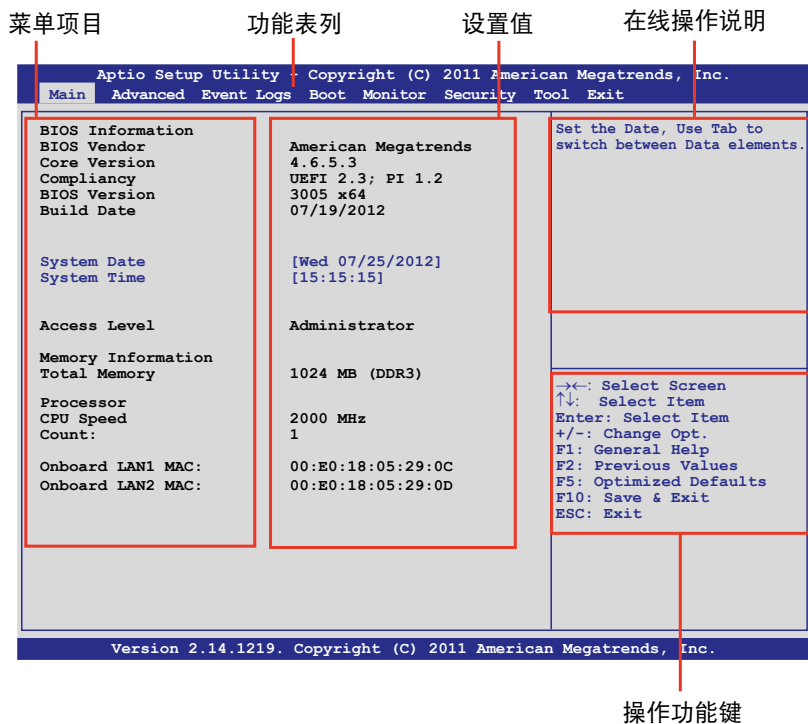 菜单项目 功能表列 设置值 在线操作说明
Aptio Setup Utility - Copyright (C) 2011 American Megatrends, Inc.
Main Advanced Event Logs Boot Monitor Security Tool Exit
BIOS Information
BIOS Vendor American Megatrends
Core Version 4.6.5.3
Compliancy UEFI 2.3; PI 1.2
BIOS Version 3005 x64
Build Date 07/19/2012
System Date [Wed 07/25/2012]
System Time [15:15:15]
Access Level Administrator
Memory Information
Total Memory 1024 MB (DDR3)
Processor
CPU Speed 2000 MHz
Count: 1
Onboard LAN1 MAC: 00:E0:18:05:29:0C
Onboard LAN2 MAC: 00:E0:18:05:29:0D
Set the Date, Use Tab to
switch between Data elements.
→←: Select Screen
↑↓: Select Item
Enter: Select Item
+/-: Change Opt.
F1: General Help
F2: Previous Values
F5: Optimized Defaults
F10: Save & Exit
ESC: Exit
Version 2.14.1219. Copyright (C) 2011 American Megatrends, Inc.
操作功能键